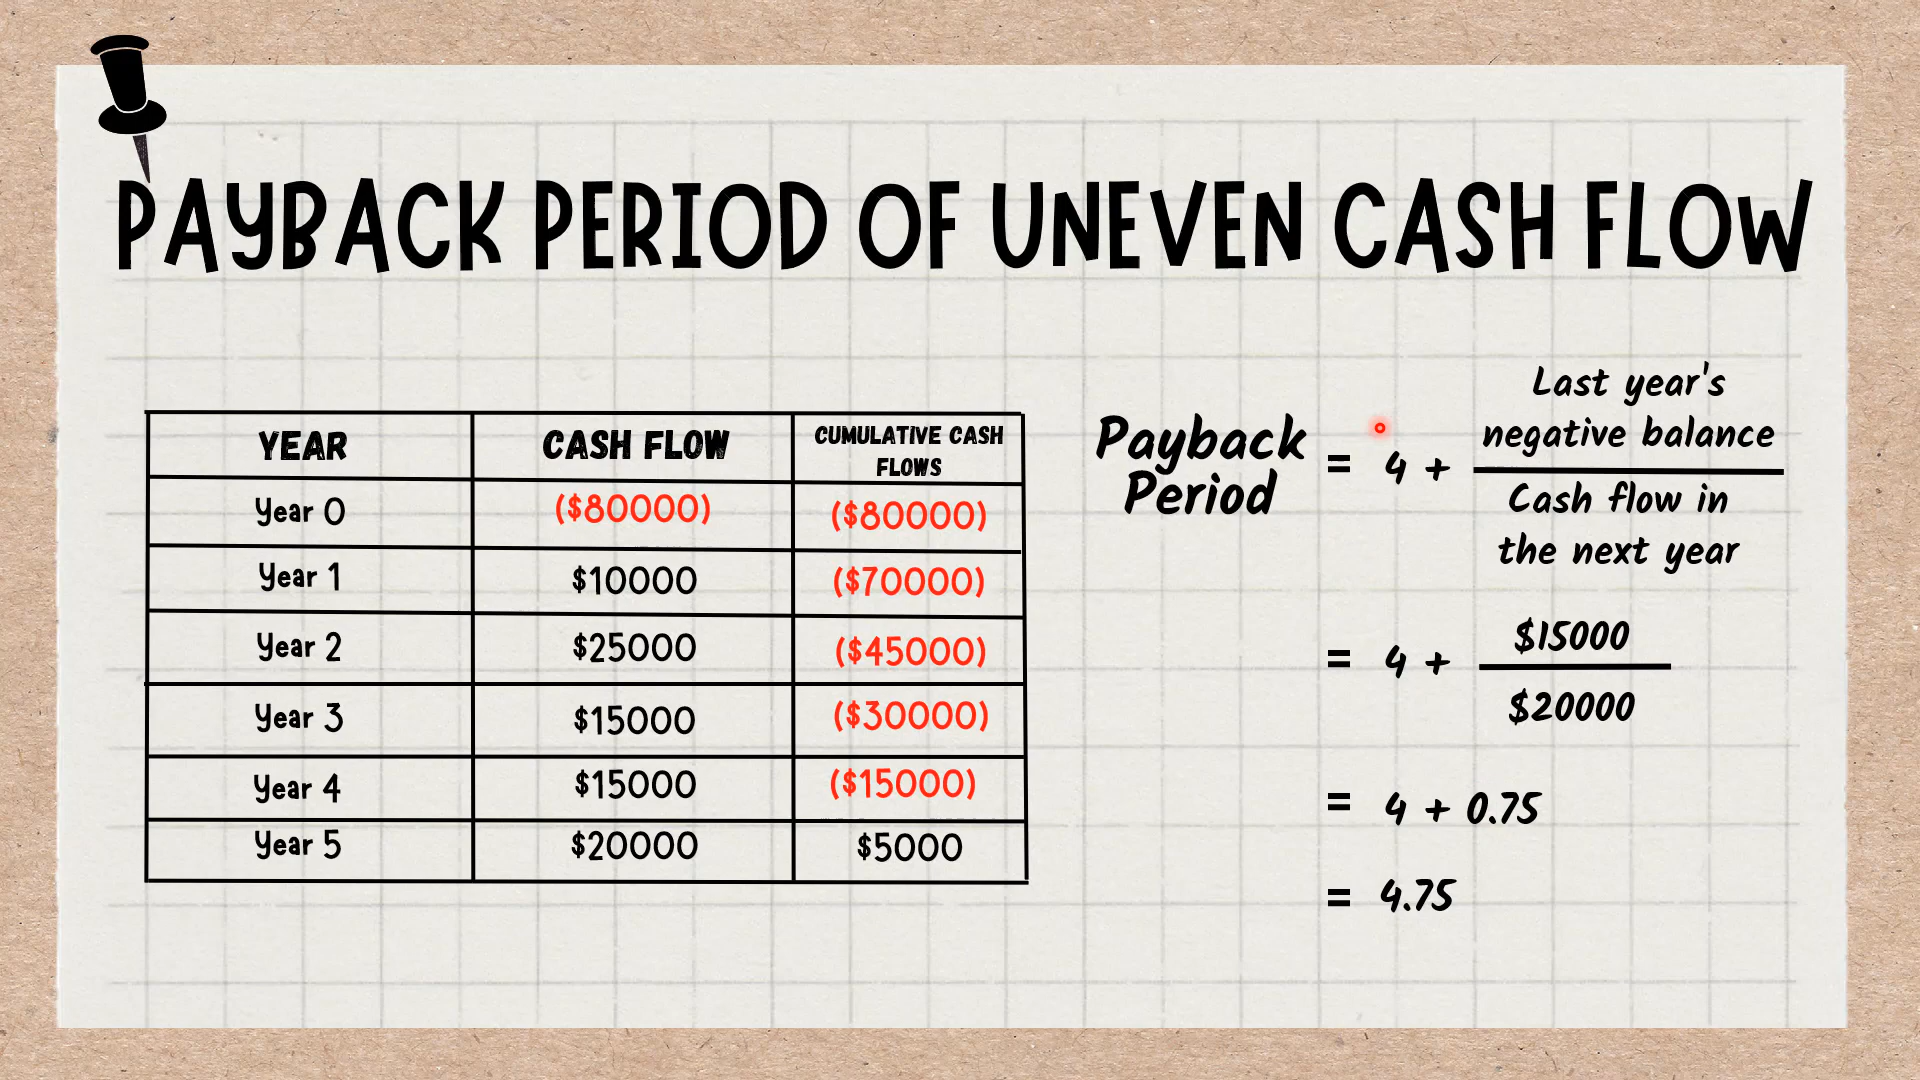 PAYBACK PERIOD OF UNEVEN CASH FLOW
YEAR CASH FLOW CUMULATIVE CASH FLOWS
Year 0 ($80000) ($80000)
Year 1 $10000 ($70000)
Year 2 $25000 ($45000)
Year 3 $15000 ($30000)
Year 4 $15000 ($15000)
Year 5 $20000 $5000
Payback Period = 4 + Last year's negative balance
Cash flow in the next year
= 4 + $15000
$20000
= 4 + 0.75
= 4.75